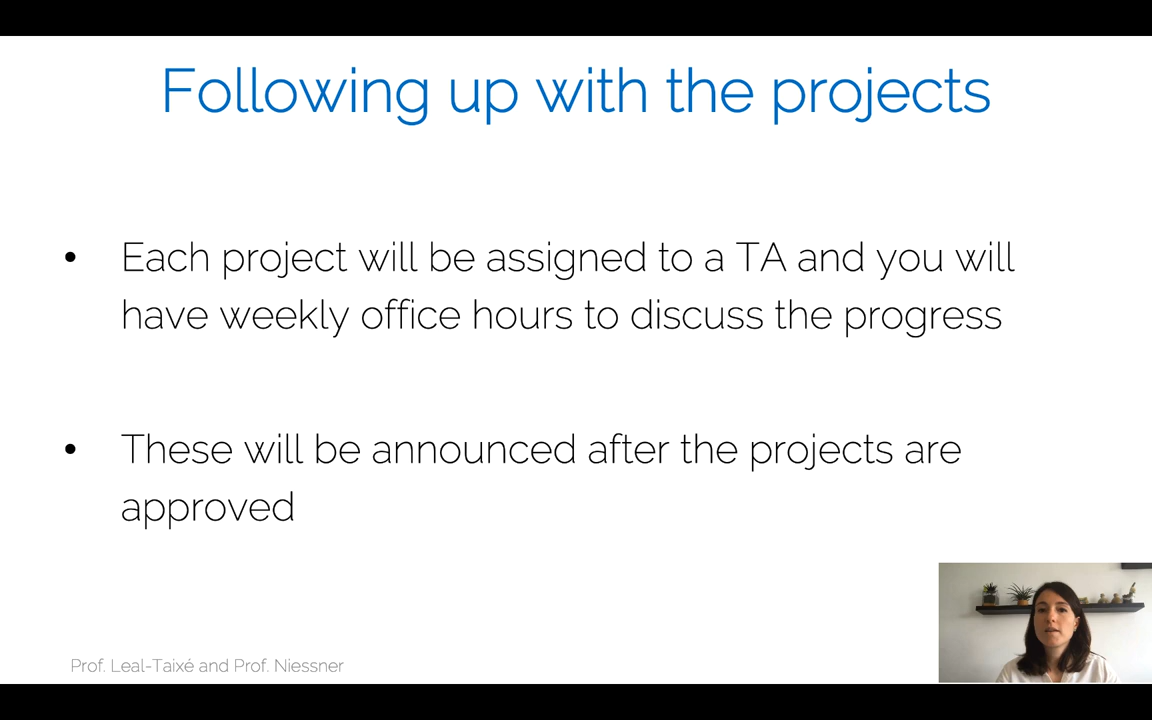 Following up with the projects
• Each project will be assigned to a TA and you will
have weekly office hours to discuss the progress
• These will be announced after the projects are
approved
Prof. Leal-Taixé and Prof. Niessner